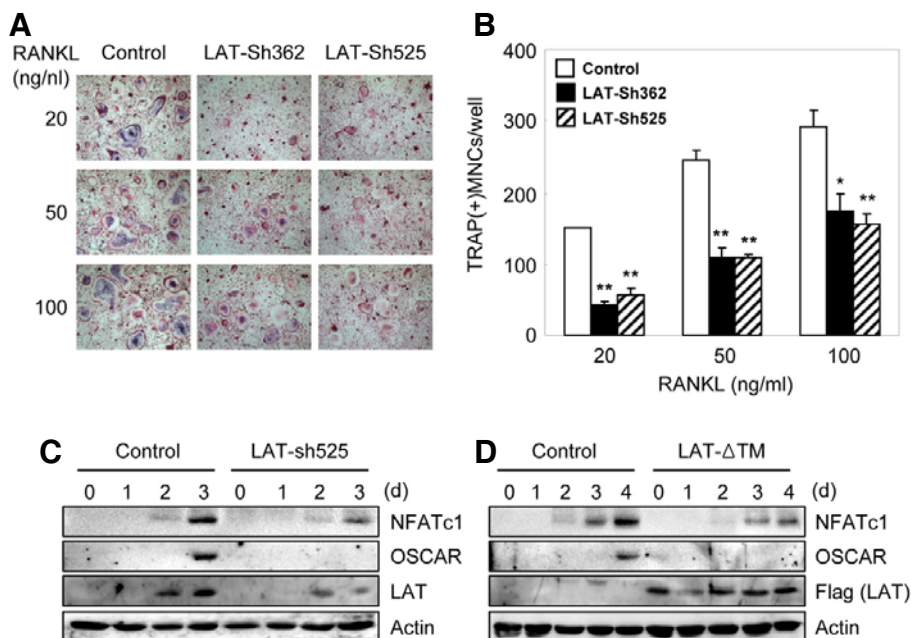 A
RANKL
(ng/nl)
Control LAT-Sh362 LAT-Sh525
20
50
100
B
TRAP(+)MNCs/well
400
300
200
100
0
Control
LAT-Sh362
LAT-Sh525
** **
** **
* **
20 50 100
RANKL (ng/ml)
C
Control LAT-sh525
0 1 2 3 0 1 2 3 (d)
NFATc1
OSCAR
LAT
Actin
D
Control LAT-ΔTM
0 1 2 3 4 0 1 2 3 4 (d)
NFATc1
OSCAR
Flag (LAT)
Actin